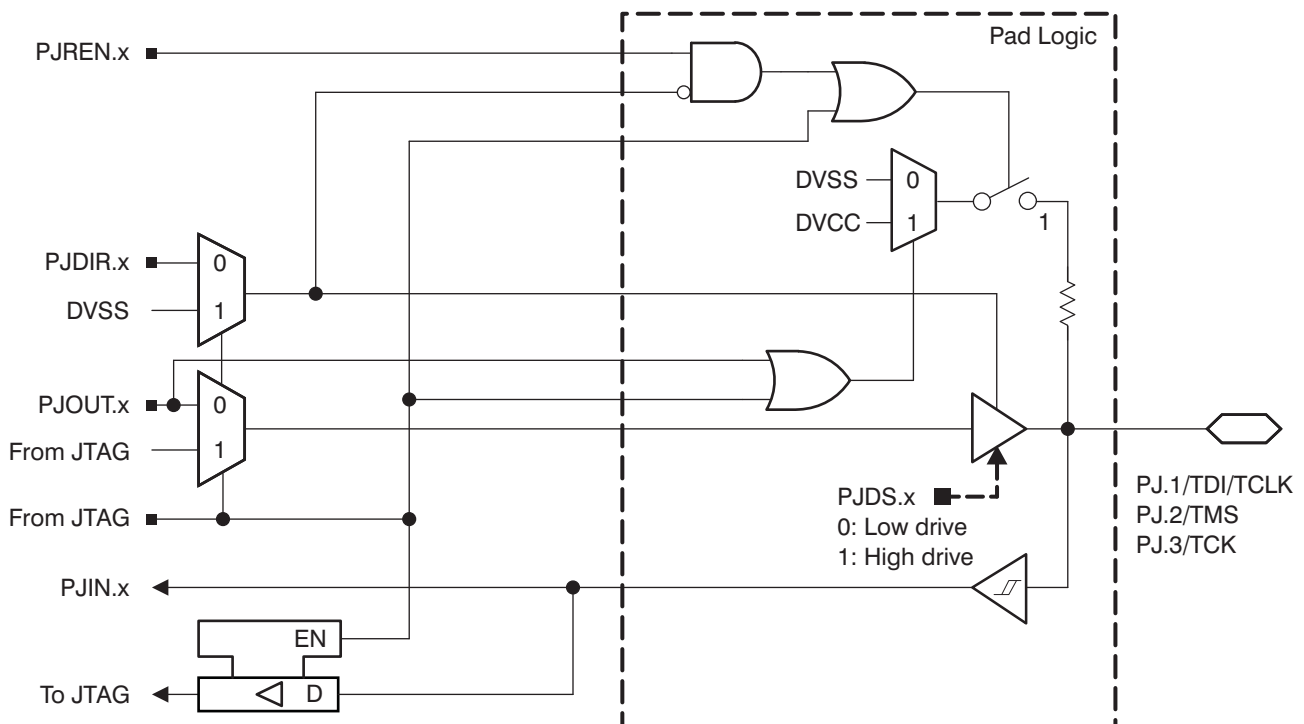 Pad Logic
PJREN.x
DVSS
0
DVCC
1
1
PJDIR.x
0
DVSS
1
PJOUT.x
0
From JTAG
1
PJDS.x
0: Low drive
1: High drive
PJ.1/TDI/TCLK
PJ.2/TMS
PJ.3/TCK
From JTAG
PJIN.x
EN
To JTAG
D